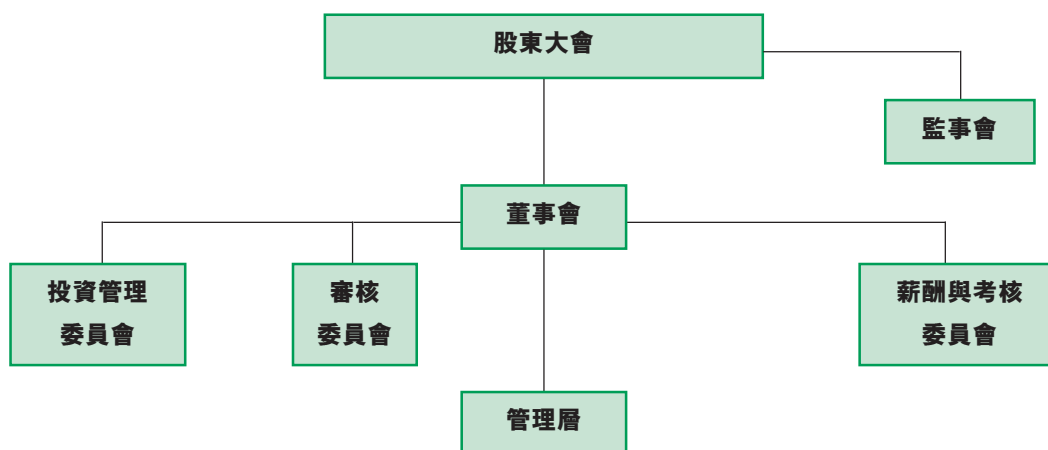 股東大會
監事會
董事會
投資管理
委員會
審核
委員會
薪酬與考核
委員會
管理層